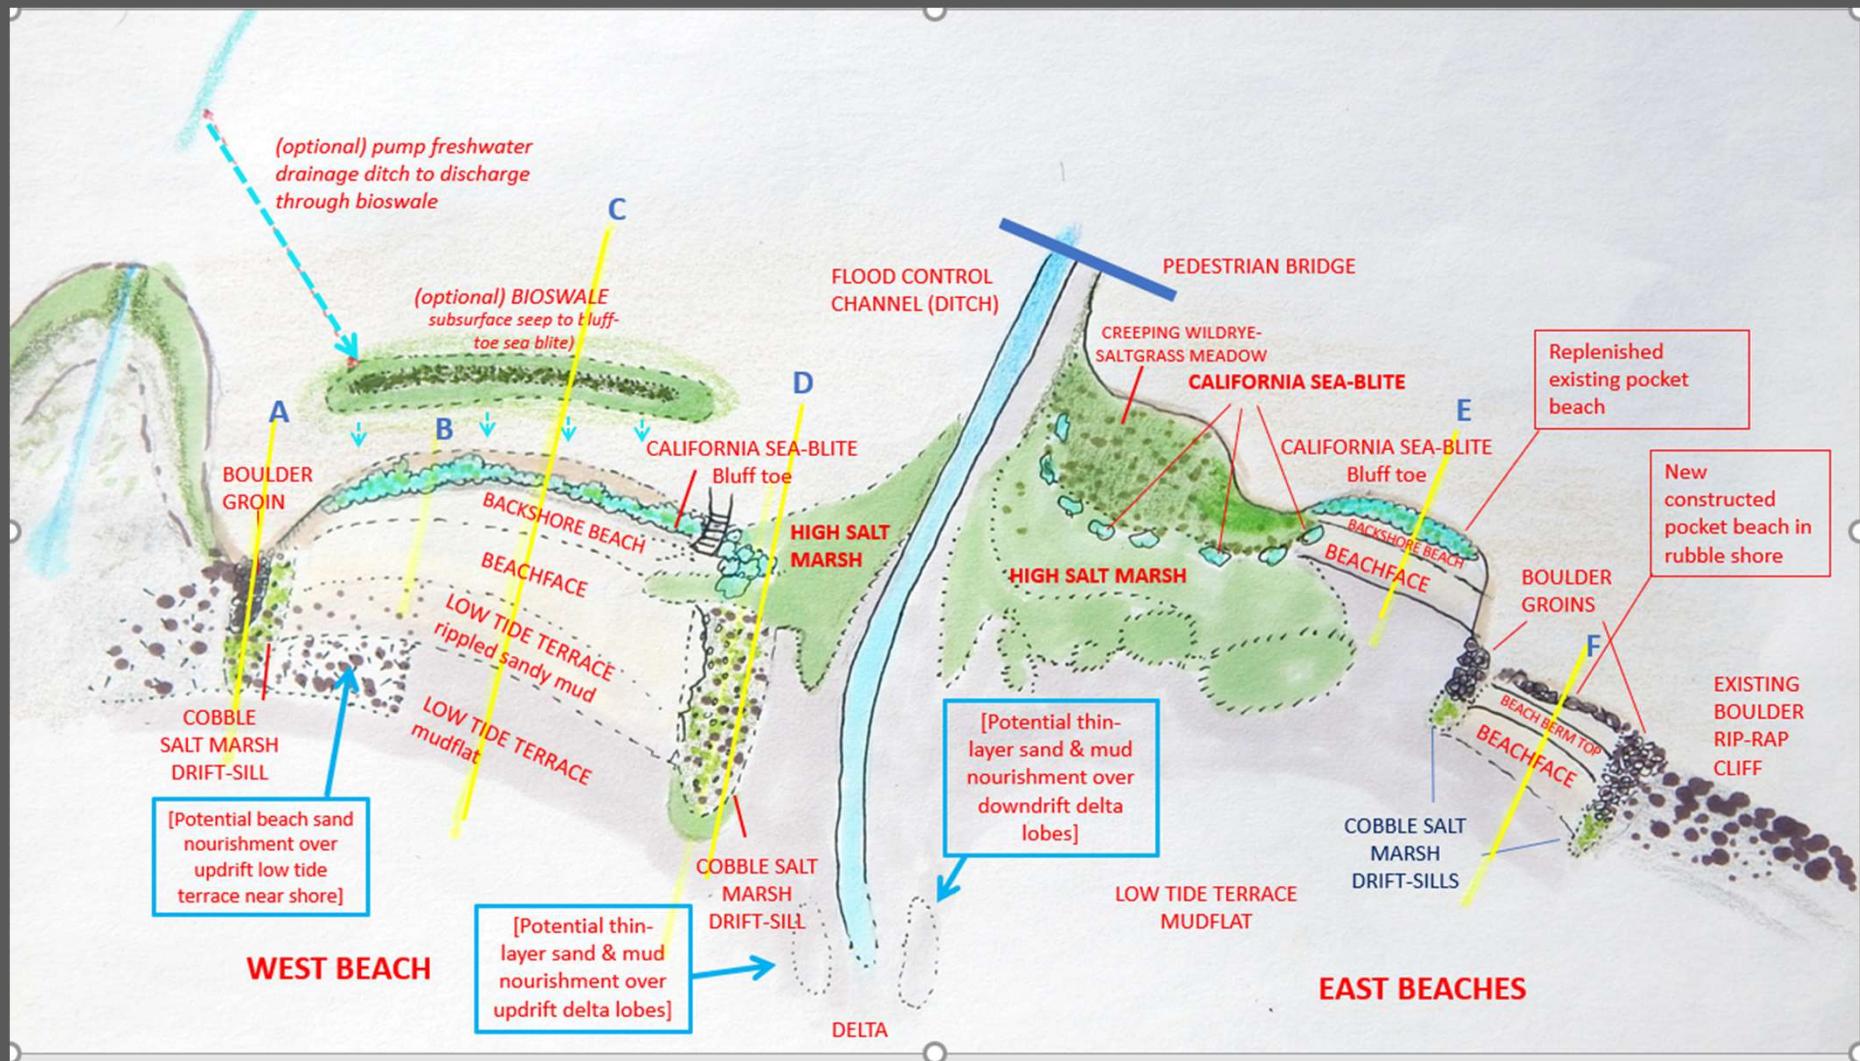 (optional) pump freshwater
drainage ditch to discharge
through bioswale
C
(optional) BIOSWALE
subsurface seep to bluff-
toe sea blite)
FLOOD CONTROL
CHANNEL (DITCH)
PEDESTRIAN BRIDGE
CREEPING WILDRYE-
SALTGRASS MEADOW
CALIFORNIA SEA-BLITE
Replenished
existing pocket
beach
A
B
D
E
BOULDER
GROIN
CALIFORNIA SEA-BLITE
Bluff toe
CALIFORNIA SEA-BLITE
Bluff toe
New
constructed
pocket beach in
rubble shore
BACKSHORE BEACH
BEACHFACE
LOW TIDE TERRACE
rippled sandy mud
LOW TIDE TERRACE
mudflat
HIGH SALT
MARSH
HIGH SALT MARSH
BACKSHORE BEACH
BEACHFACE
BOULDER
GROINS
F
BEACH BERM TOP
BEACHFACE
EXISTING
BOULDER
RIP-RAP
CLIFF
COBBLE
SALT MARSH
DRIFT-SILL
[Potential beach sand
nourishment over
updrift low tide
terrace near shore]
[Potential thin-
layer sand & mud
nourishment over
downdrift delta
lobes]
COBBLE SALT
MARSH
DRIFT-SILL
COBBLE SALT
MARSH
DRIFT-SILLS
[Potential thin-
layer sand & mud
nourishment over
updrift delta lobes]
LOW TIDE TERRACE
MUDFLAT
WEST BEACH
EAST BEACHES
DELTA